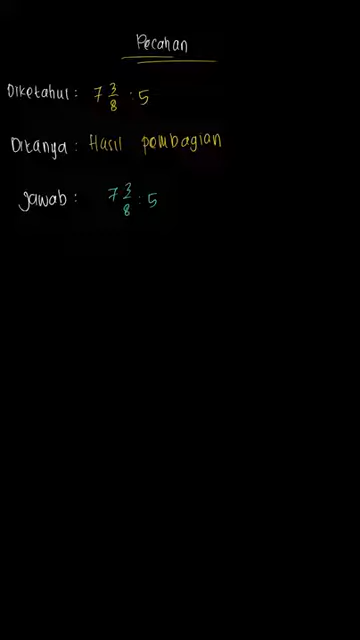 Pecahan
Diketahui: 7 3/8 : 5
Ditanya: Hasil pembagian
Jawab: 7 3/8 : 5